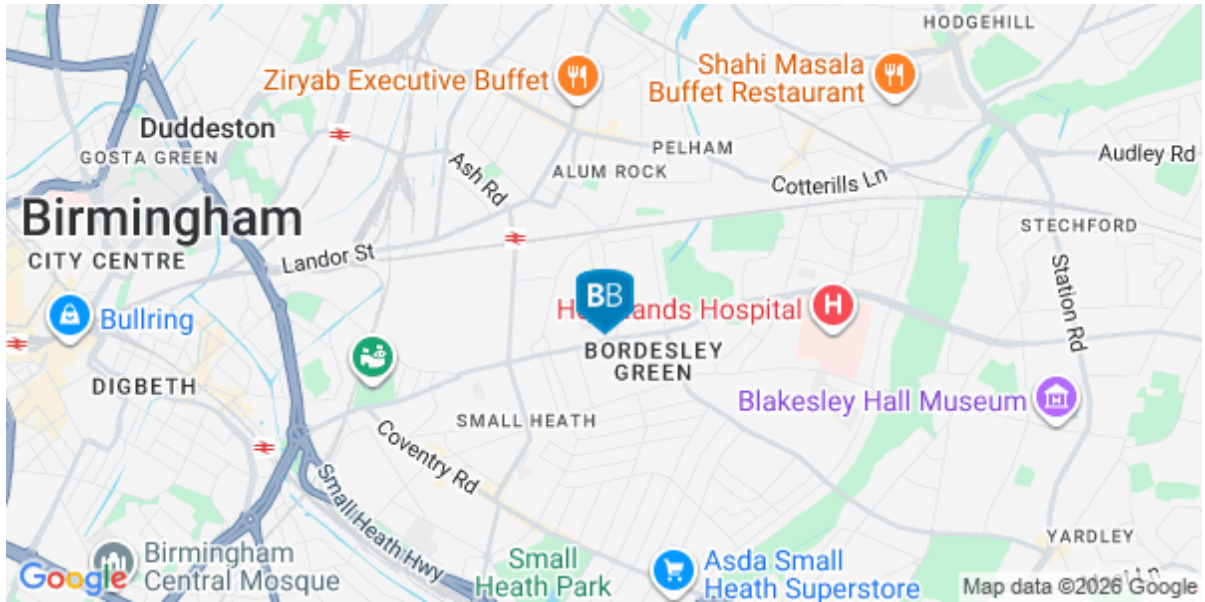 HODGEHILL
Ziryab Executive Buffet
Shahi Masala
Buffet Restaurant
Duddeston
GOSTA GREEN
Ash Rd
PELHAM
ALUM ROCK
Audley Rd
Cotterills Ln
Birmingham
CITY CENTRE
Landor St
STECHFORD
Station Rd
BB
Hospital
H
Bullring
BORDESLEY
GREEN
DIGBETH
Blakesley Hall Museum
SMALL HEATH
Coventry Rd
Small Heath Hwy
YARDLEY
Birmingham
Central Mosque
Small
Heath Park
Asda Small
Heath Superstore
Google
Map data ©2026 Google